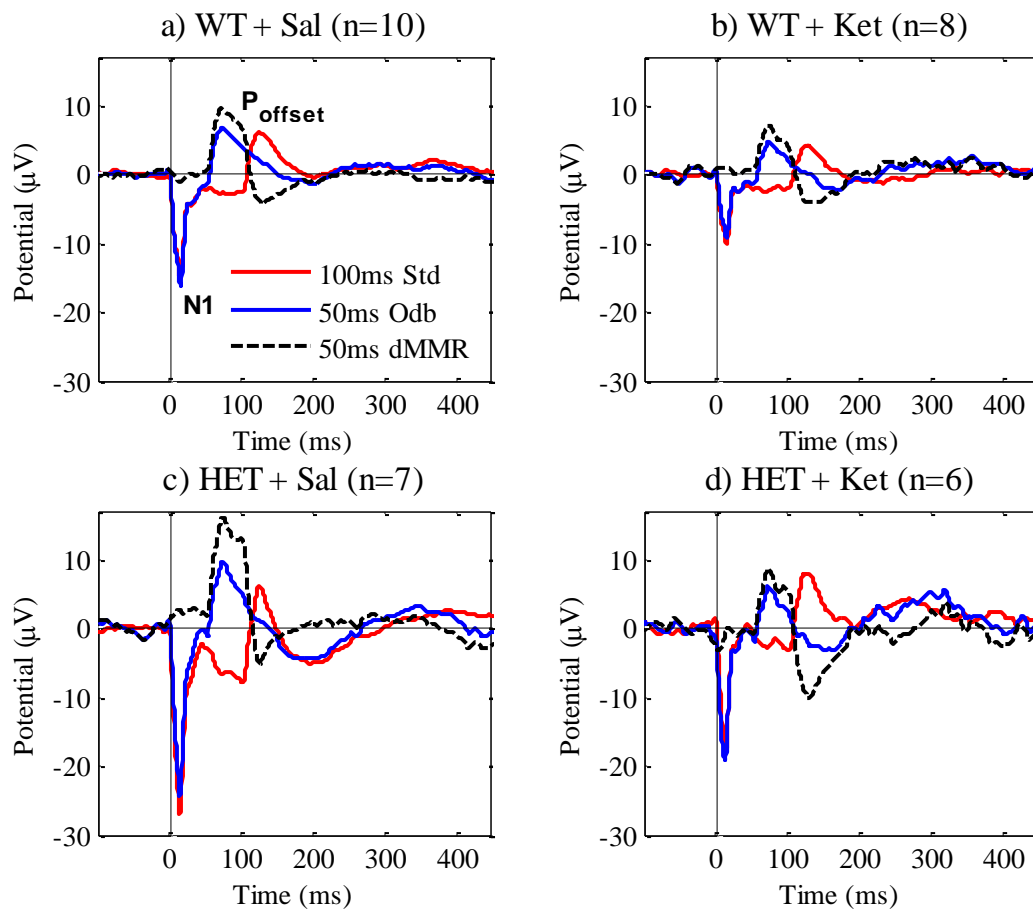 a) WT + Sal (n=10)
b) WT + Ket (n=8)
Potential (µV)
10
0
-10
-20
-30
P offset
N1
100ms Std
50ms Odb
50ms dMMR
0 100 200 300 400
Time (ms)
Potential (µV)
10
0
-10
-20
-30
0 100 200 300 400
Time (ms)
c) HET + Sal (n=7)
d) HET + Ket (n=6)
Potential (µV)
10
0
-10
-20
-30
0 100 200 300 400
Time (ms)
Potential (µV)
10
0
-10
-20
-30
0 100 200 300 400
Time (ms)